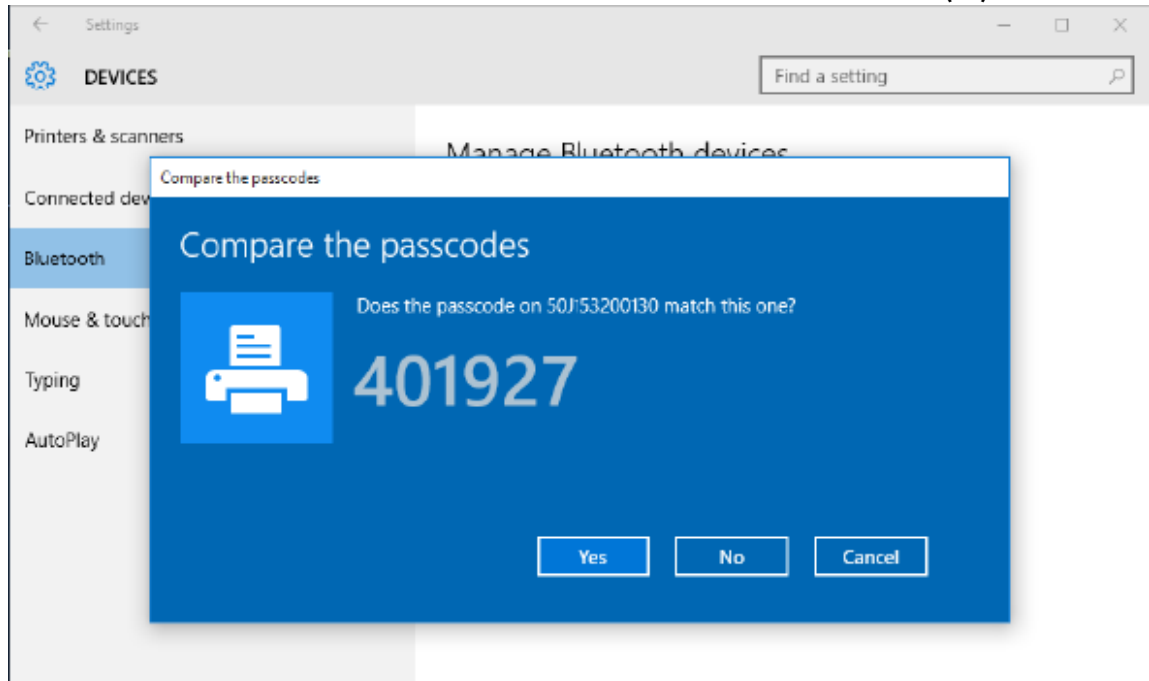 Settings
DEVICES
Find a setting
Printers & scanners
Manage Bluetooth devices
Compare the passcodes
Connected dev
Compare the passcodes
Bluetooth
Does the passcode on 50J153200130 match this one?
Mouse & touch
401927
Typing
AutoPlay
Yes No Cancel